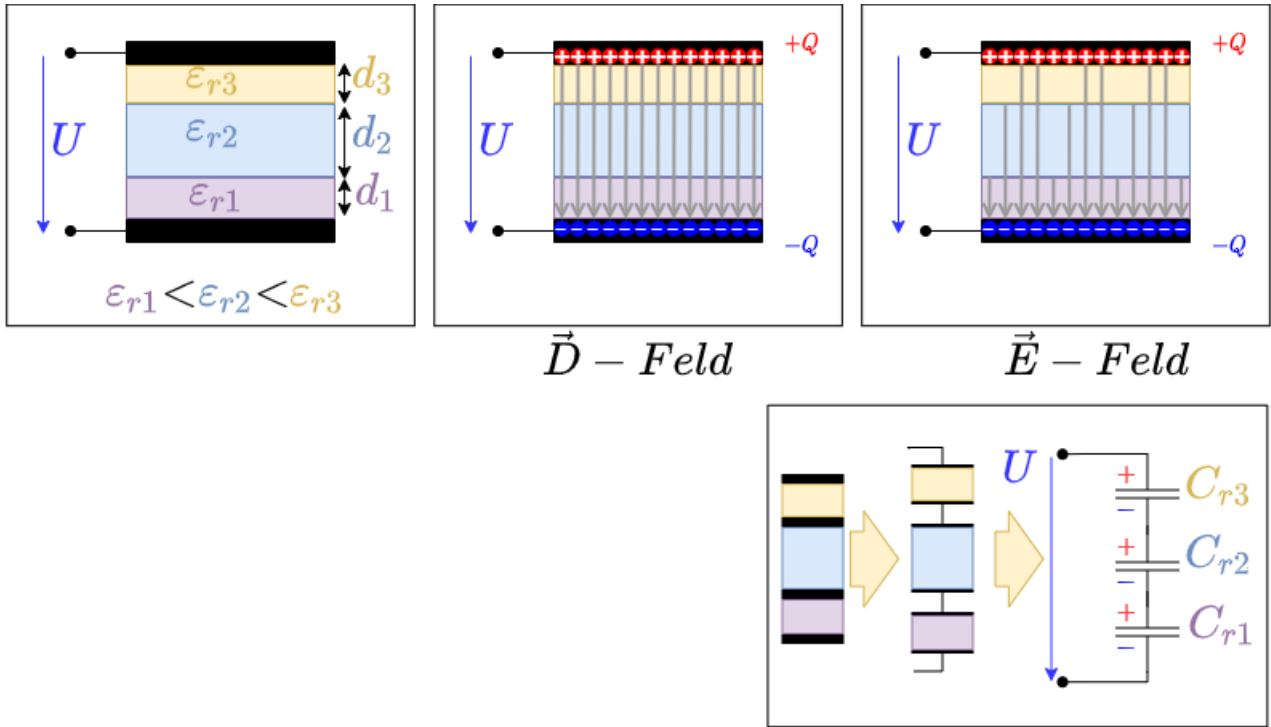 U
εr3
εr2
εr1
d3
d2
d1
εr1<εr2<εr3
U
+Q
−Q
+ + + + + + + + + + + + +
− − − − − − − − − − − − −
D⃗ − Feld
U
+Q
−Q
+ + + + + + + + + + + + +
− − − − − − − − − − − − −
E⃗ − Feld
U
+
−
Cr3
+
−
Cr2
+
−
Cr1